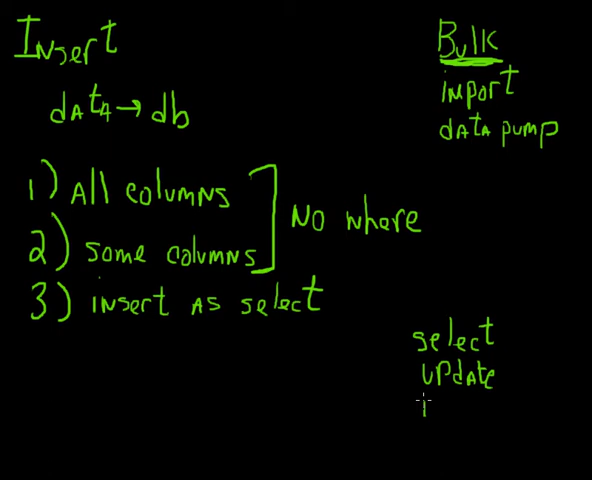 Insert
data → db
1) All columns
2) some columns
No where
3) insert as select
Bulk
import
data pump
select
update